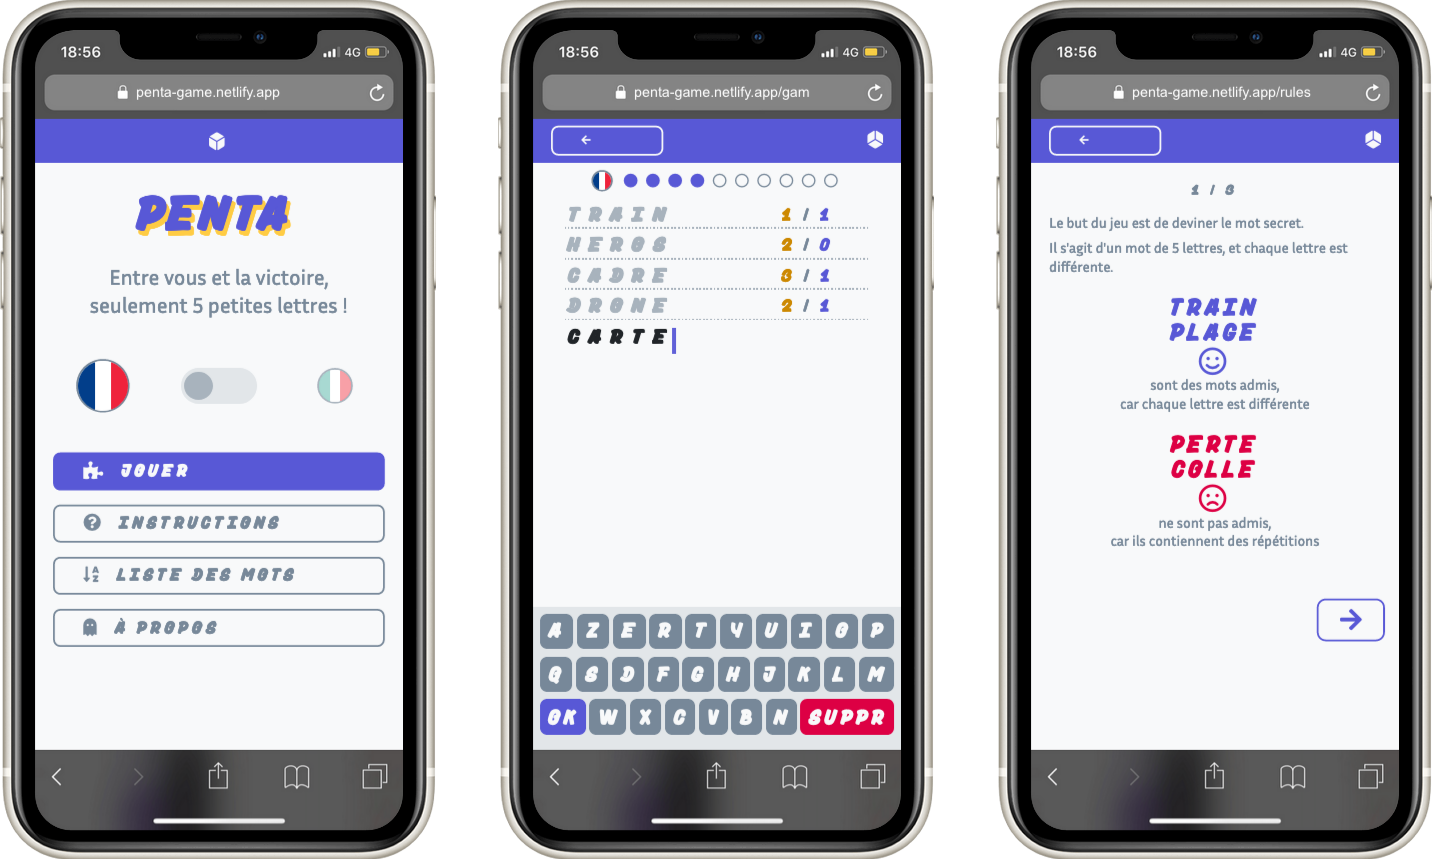 18:56
4G
penta-game.netlify.app
PENTA
Entre vous et la victoire,
seulement 5 petites lettres !
JOUER
INSTRUCTIONS
LISTE DES MOTS
À PROPOS
18:56
4G
penta-game.netlify.app/gam
TRAIN 1 / 1
HEROS 2 / 0
CADRE 3 / 1
DRONE 2 / 1
CARTE
A Z E R T Y U I O P
Q S D F G H J K L M
OK W X C V B N SUPPR
18:56
4G
penta-game.netlify.app/rules
1 / 3
Le but du jeu est de deviner le mot secret.
Il s'agit d'un mot de 5 lettres, et chaque lettre est
différente.
TRAIN
PLAGE
sont des mots admis,
car chaque lettre est différente
PERTE
COLLE
ne sont pas admis,
car ils contiennent des répétitions